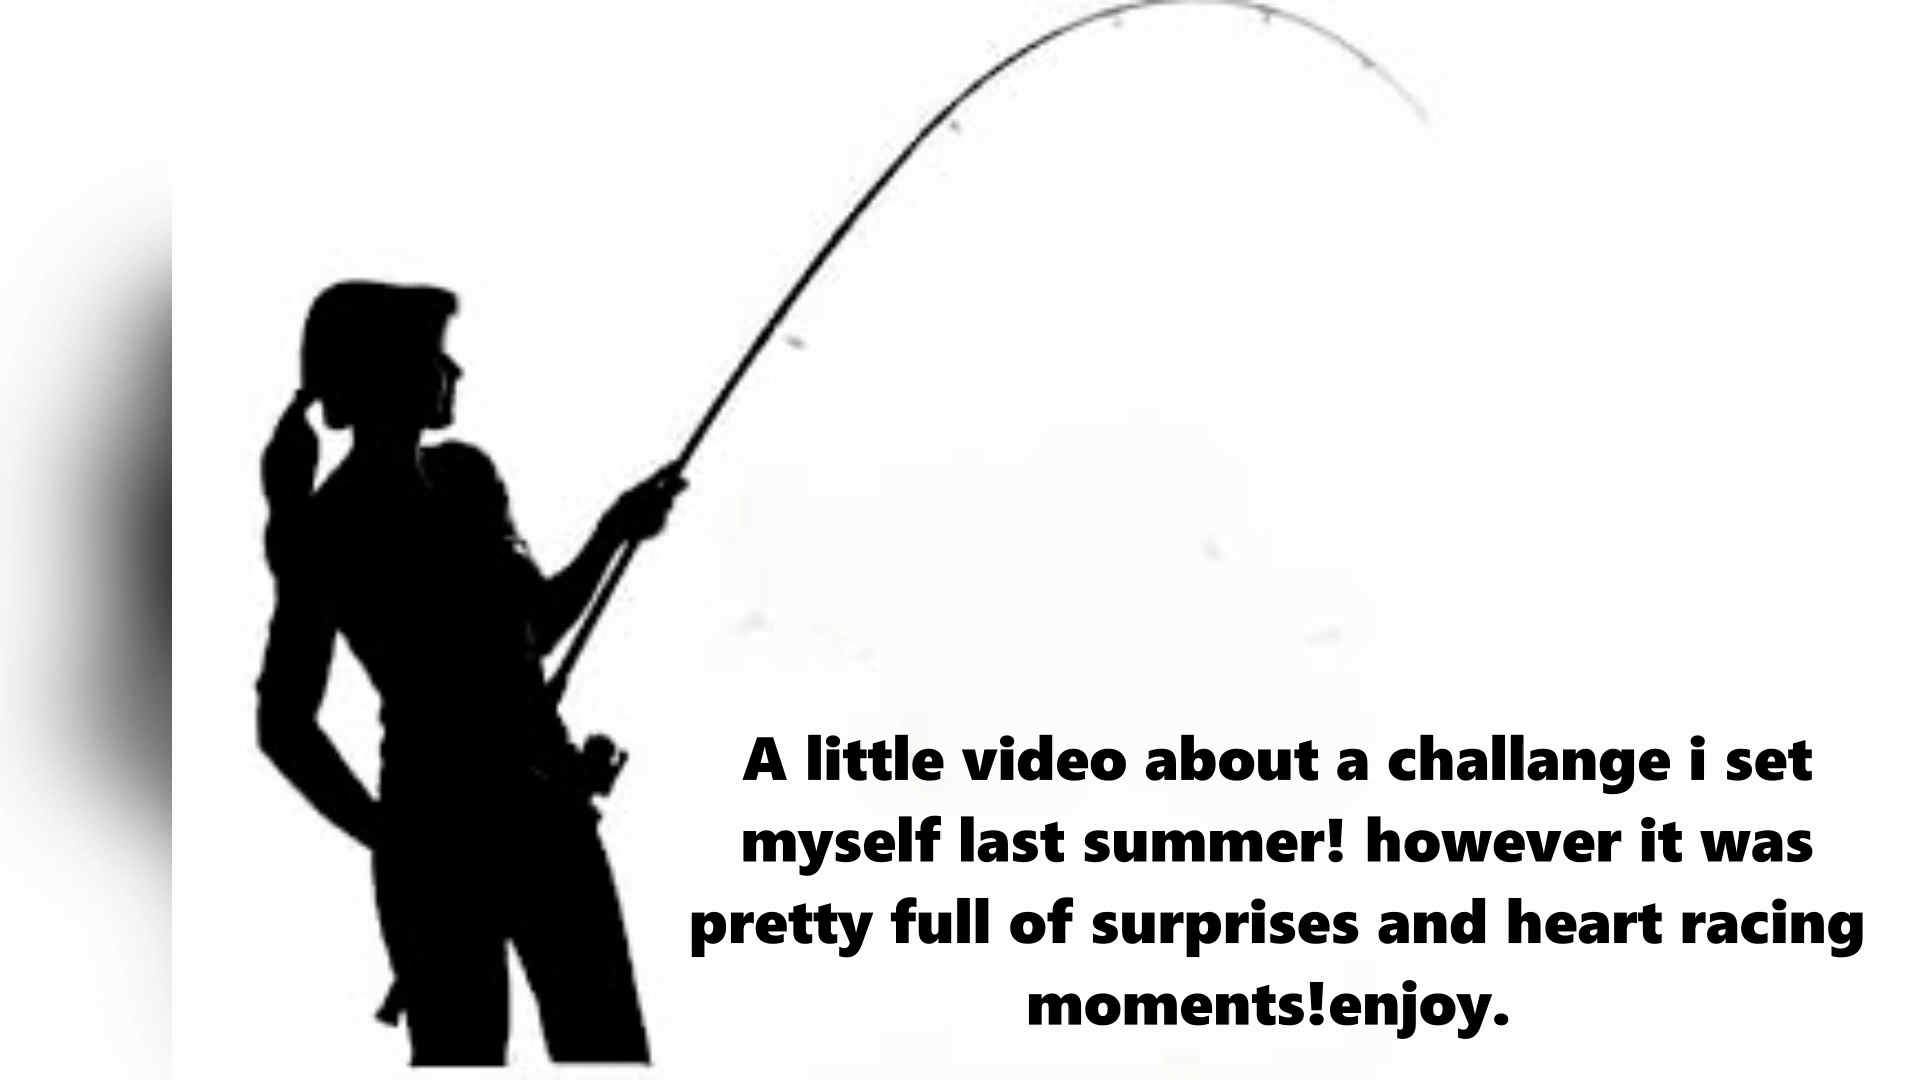 A little video about a challange i set
myself last summer! however it was
pretty full of surprises and heart racing
moments!enjoy.